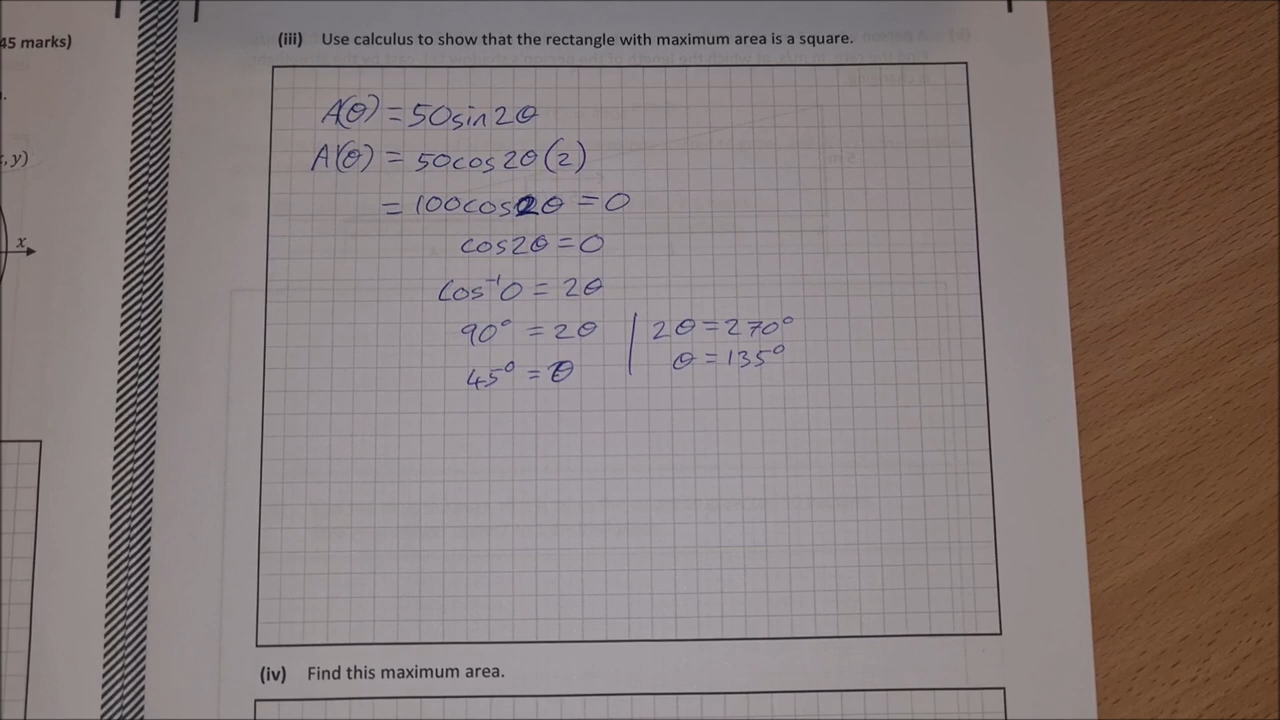 45 marks)
, y)
x
(iii) Use calculus to show that the rectangle with maximum area is a square.
A(θ) = 50sin2θ
A'(θ) = 50cos2θ(2)
= 100cos2θ = 0
cos2θ = 0
cos⁻¹0 = 2θ
90° = 2θ | 2θ = 270°
45° = θ | θ = 135°
(iv) Find this maximum area.